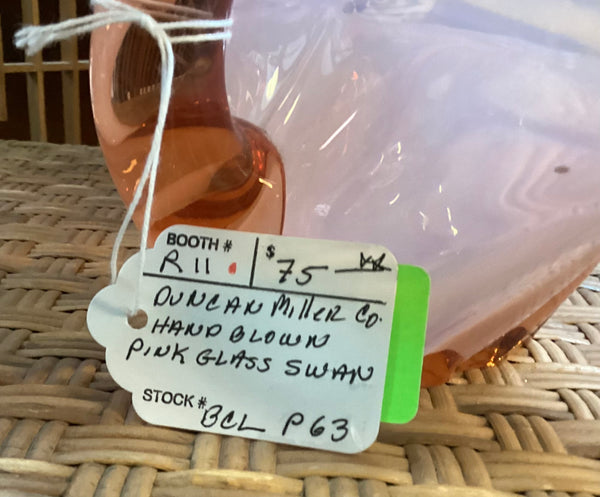 BOOTH #
R11. $75
DUNCAN Miller Co.
HAND BLOWN
PINK GLASS SWAN
STOCK # BCL P63